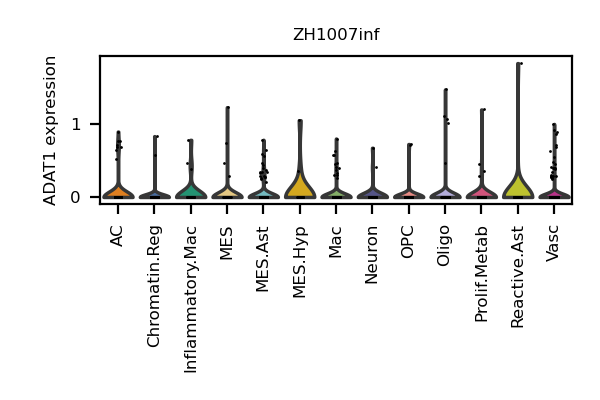 ZH1007inf
ADAT1 expression
1
0
AC
Chromatin.Reg
Inflammatory.Mac
MES
MES.Ast
MES.Hyp
Mac
Neuron
OPC
Oligo
Prolif.Metab
Reactive.Ast
Vasc